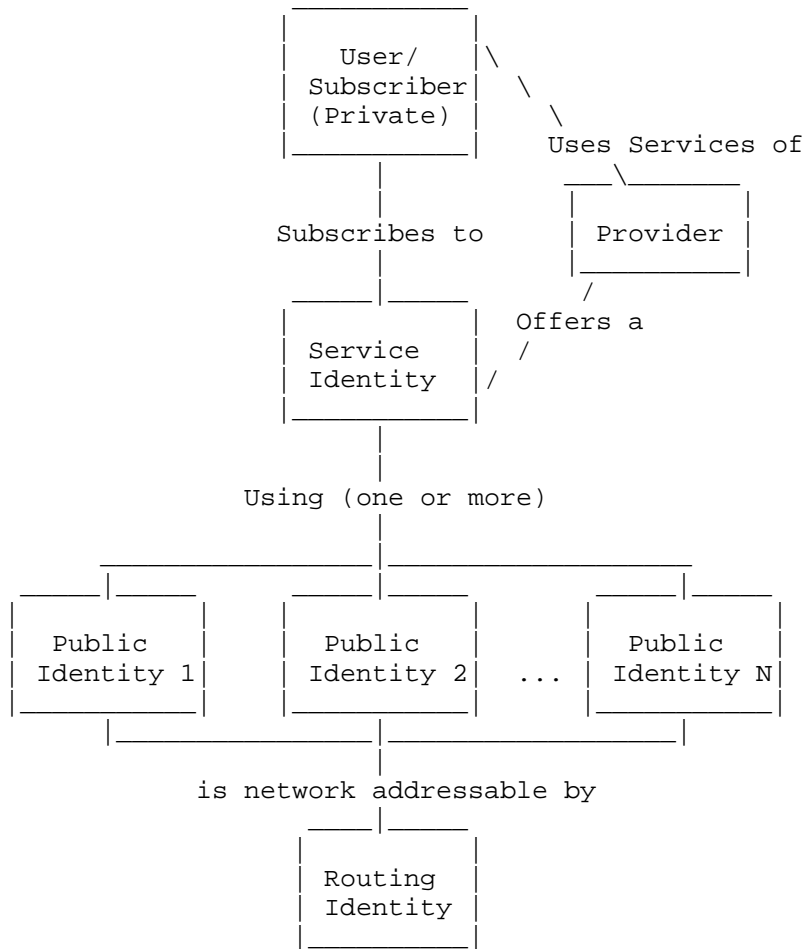 User/
Subscriber
(Private)
Uses Services of
Subscribes to
Provider
Offers a
Service
Identity
Using (one or more)
Public
Identity 1
Public
Identity 2
...
Public
Identity N
is network addressable by
Routing
Identity